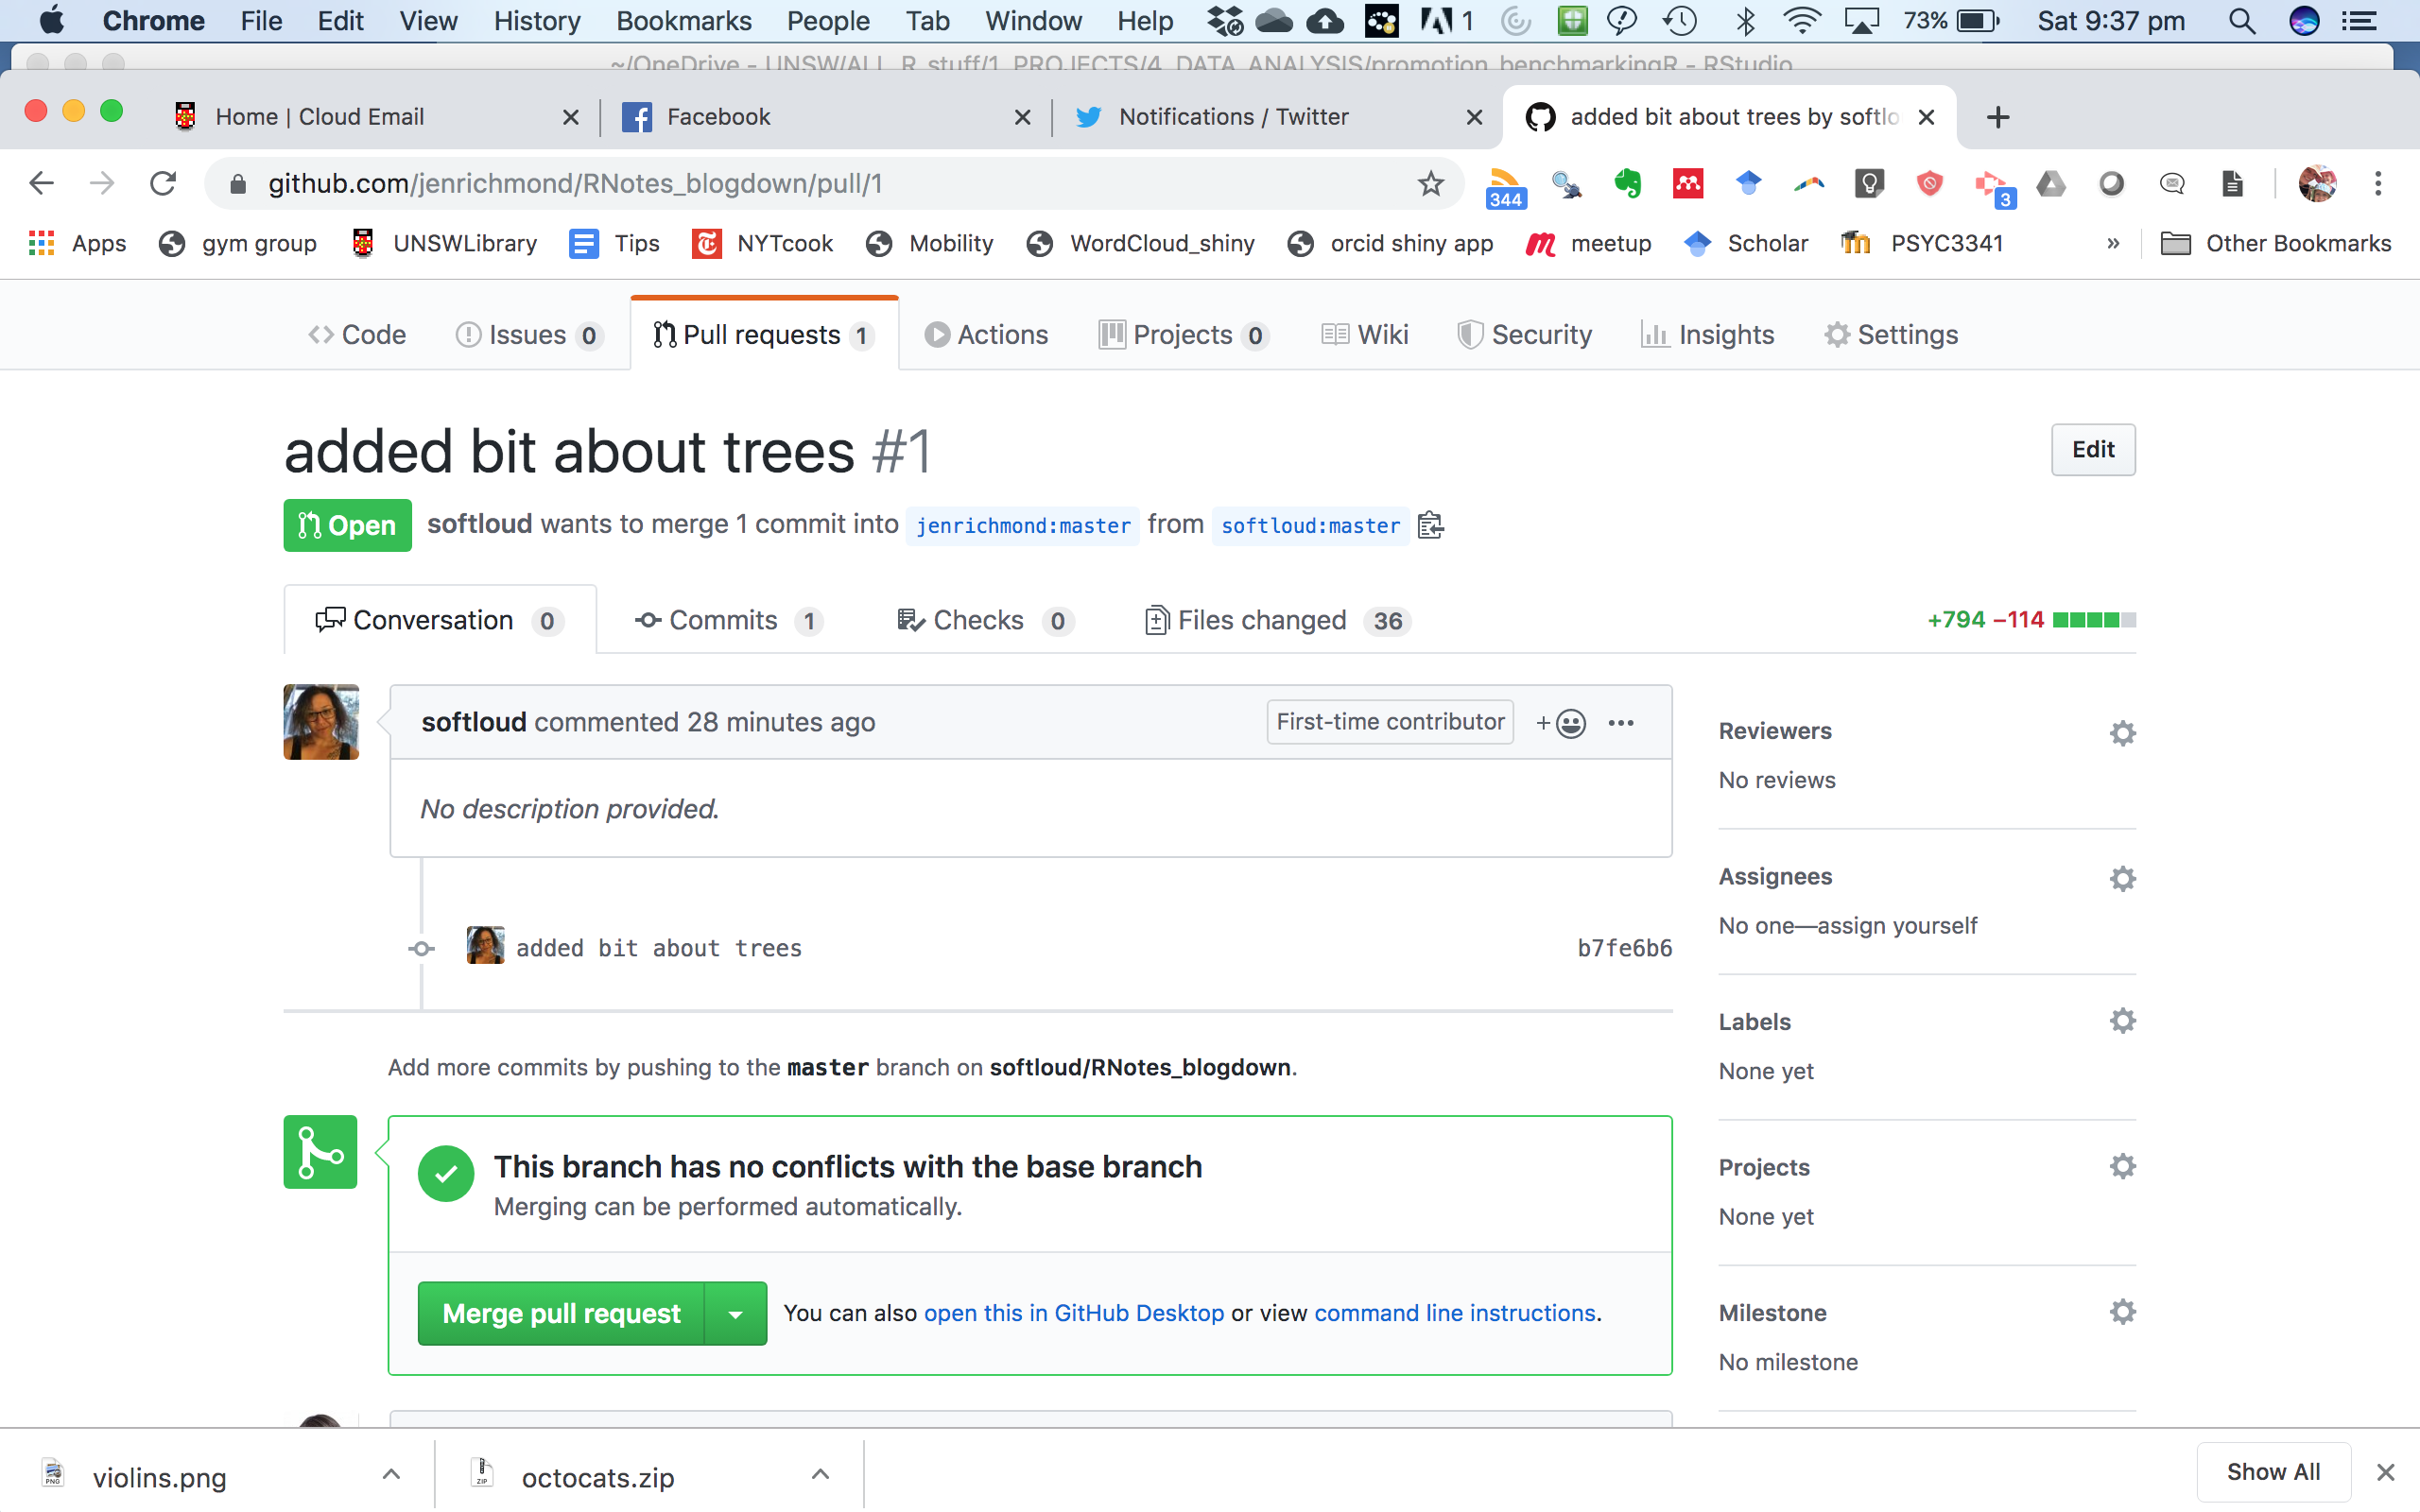 Chrome File Edit View History Bookmarks People Tab Window Help 1 73% Sat 9:37 pm
~/OneDrive - UNSW/ALL_R_stuff/1_PROJECTS/4_DATA_ANALYSIS/promotion_benchmarkingR - RStudio
Home | Cloud Email Facebook Notifications / Twitter added bit about trees by softlo
github.com/jenrichmond/RNotes_blogdown/pull/1 344 3
Apps gym group UNSWLibrary Tips NYTcook Mobility WordCloud_shiny orcid shiny app meetup Scholar PSYC3341 » Other Bookmarks
Code Issues 0 Pull requests 1 Actions Projects 0 Wiki Security Insights Settings
added bit about trees #1 Edit
Open softloud wants to merge 1 commit into jenrichmond:master from softloud:master
Conversation 0 Commits 1 Checks 0 Files changed 36 +794 −114
softloud commented 28 minutes ago First-time contributor + ...
No description provided.
added bit about trees b7fe6b6
Add more commits by pushing to the master branch on softloud/RNotes_blogdown.
This branch has no conflicts with the base branch
Merging can be performed automatically.
Merge pull request You can also open this in GitHub Desktop or view command line instructions.
Reviewers
No reviews
Assignees
No one—assign yourself
Labels
None yet
Projects
None yet
Milestone
No milestone
violins.png octocats.zip Show All